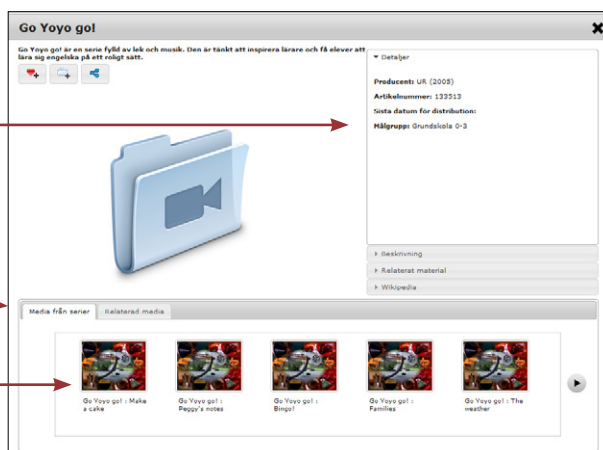 Go Yoyo go!
Go Yoyo go! är en serie fylld av lek och musik. Den är tänkt att inspirera lärare och få elever att
lära sig engelska på ett roligt sätt.
Detaljer
Producent: UR (2005)
Artikelnummer: 133513
Sista datum för distribution:
Målgrupp: Grundskola 0-3
Beskrivning
Relaterat material
Wikipedia
Media från serier
Relaterad media
Go Yoyo go! : Make
a cake
Go Yoyo go! :
Peggy's notes
Go Yoyo go! :
Bingo!
Go Yoyo go! :
Families
Go Yoyo go! : The
weather